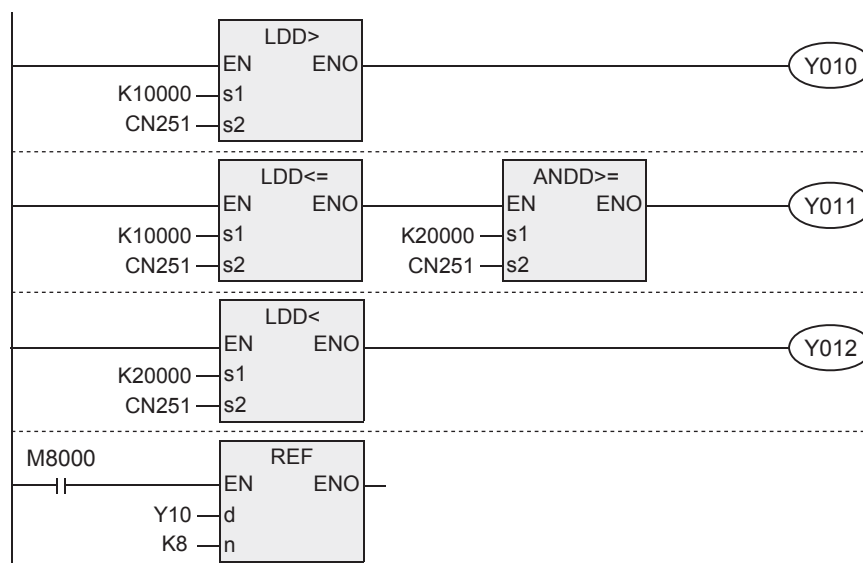 LDD>
EN ENO Y010
K10000 s1
CN251 s2
LDD<= ANDD>=
EN ENO EN ENO Y011
K10000 s1 K20000 s1
CN251 s2 CN251 s2
LDD<
EN ENO Y012
K20000 s1
CN251 s2
M8000 REF
EN ENO
Y10 d
K8 n